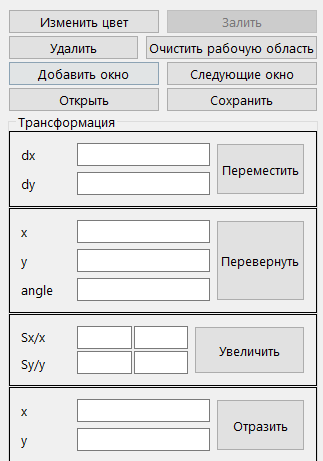 Изменить цвет Залить
Удалить Очистить рабочую область
Добавить окно Следующие окно
Открыть Сохранить
Трансформация
dx
Переместить
dy
x
y Перевернуть
angle
Sx/x
Увеличить
Sy/y
x
Отразить
y